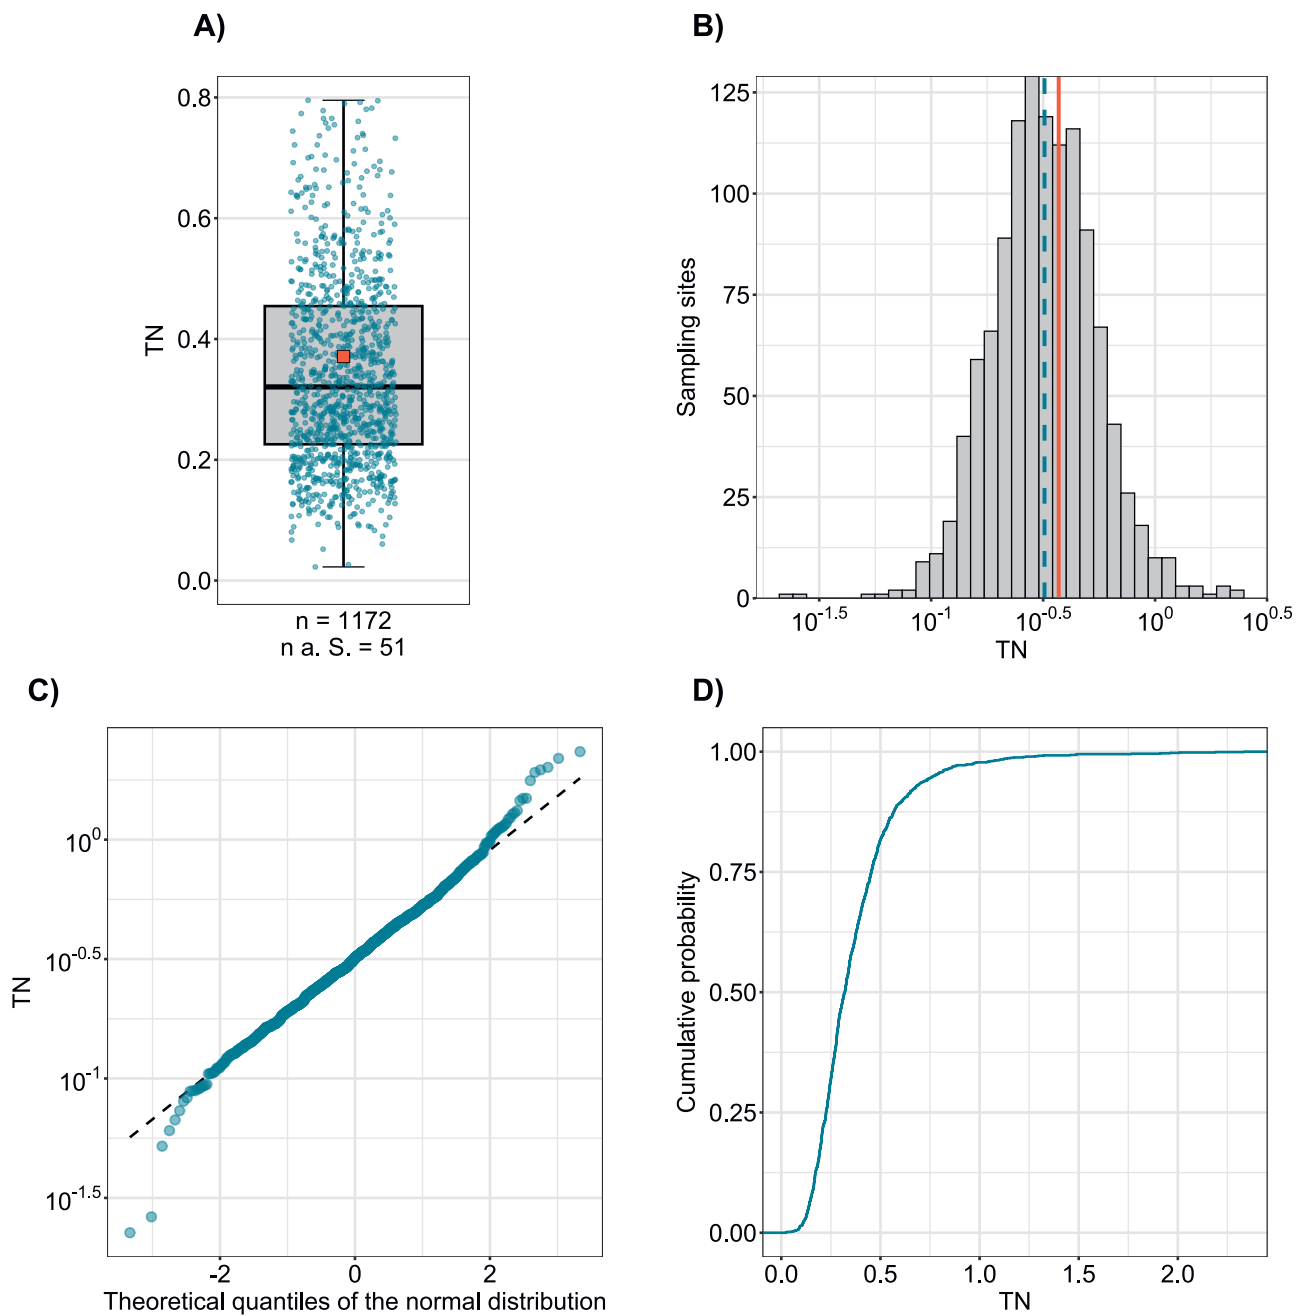 A)
0.8
0.6
0.4
0.2
0.0
TN
n = 1172
n a. S. = 51
B)
125
100
75
50
25
0
Sampling sites
10^-1.5 10^-1 10^-0.5 10^0 10^0.5
TN
C)
10^0
10^-0.5
10^-1
10^-1.5
TN
-2 0 2
Theoretical quantiles of the normal distribution
D)
1.00
0.75
0.50
0.25
0.00
Cumulative probability
0.0 0.5 1.0 1.5 2.0
TN